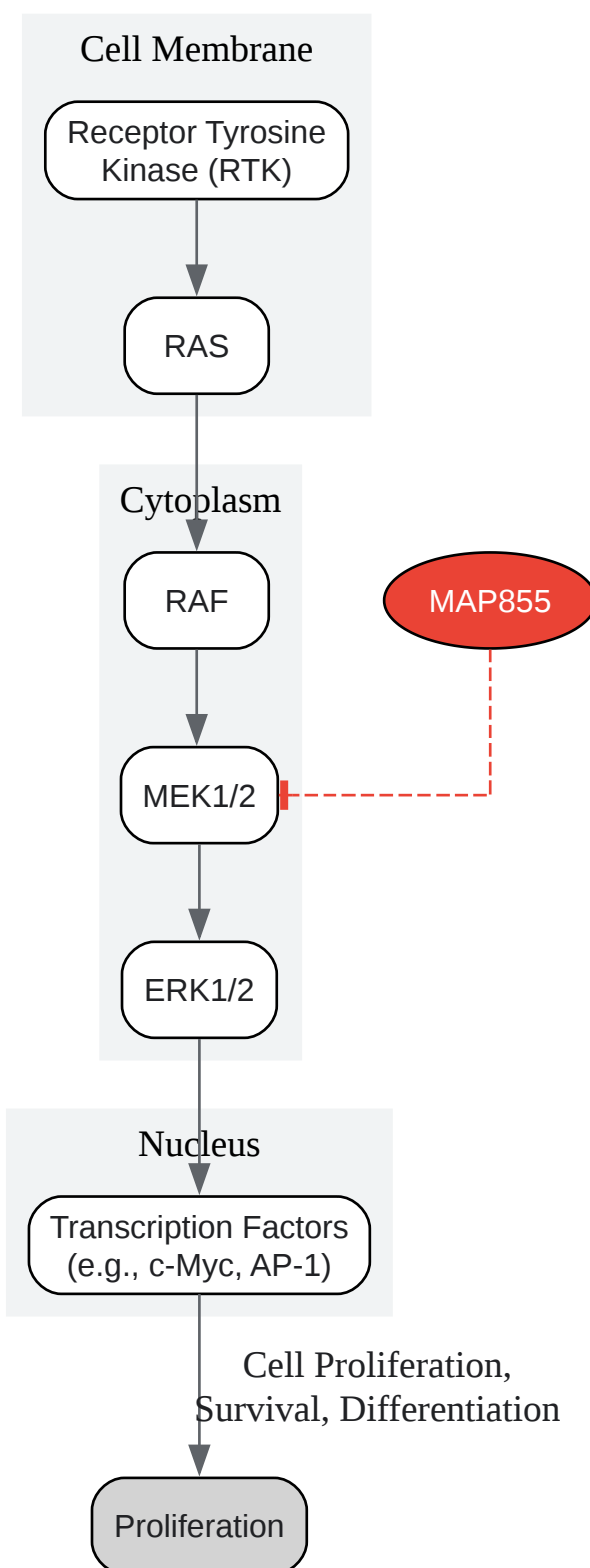 Cell Membrane
Receptor Tyrosine
Kinase (RTK)
RAS
Cytoplasm
RAF
MAP855
MEK1/2
ERK1/2
Nucleus
Transcription Factors
(e.g., c-Myc, AP-1)
Cell Proliferation,
Survival, Differentiation
Proliferation